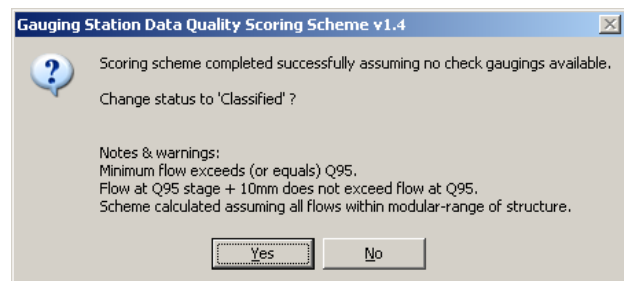 Gauging Station Data Quality Scoring Scheme v1.4
Scoring scheme completed successfully assuming no check gaugings available.
Change status to 'Classified' ?
Notes & warnings:
Minimum flow exceeds (or equals) Q95.
Flow at Q95 stage + 10mm does not exceed flow at Q95.
Scheme calculated assuming all flows within modular-range of structure.
Yes No